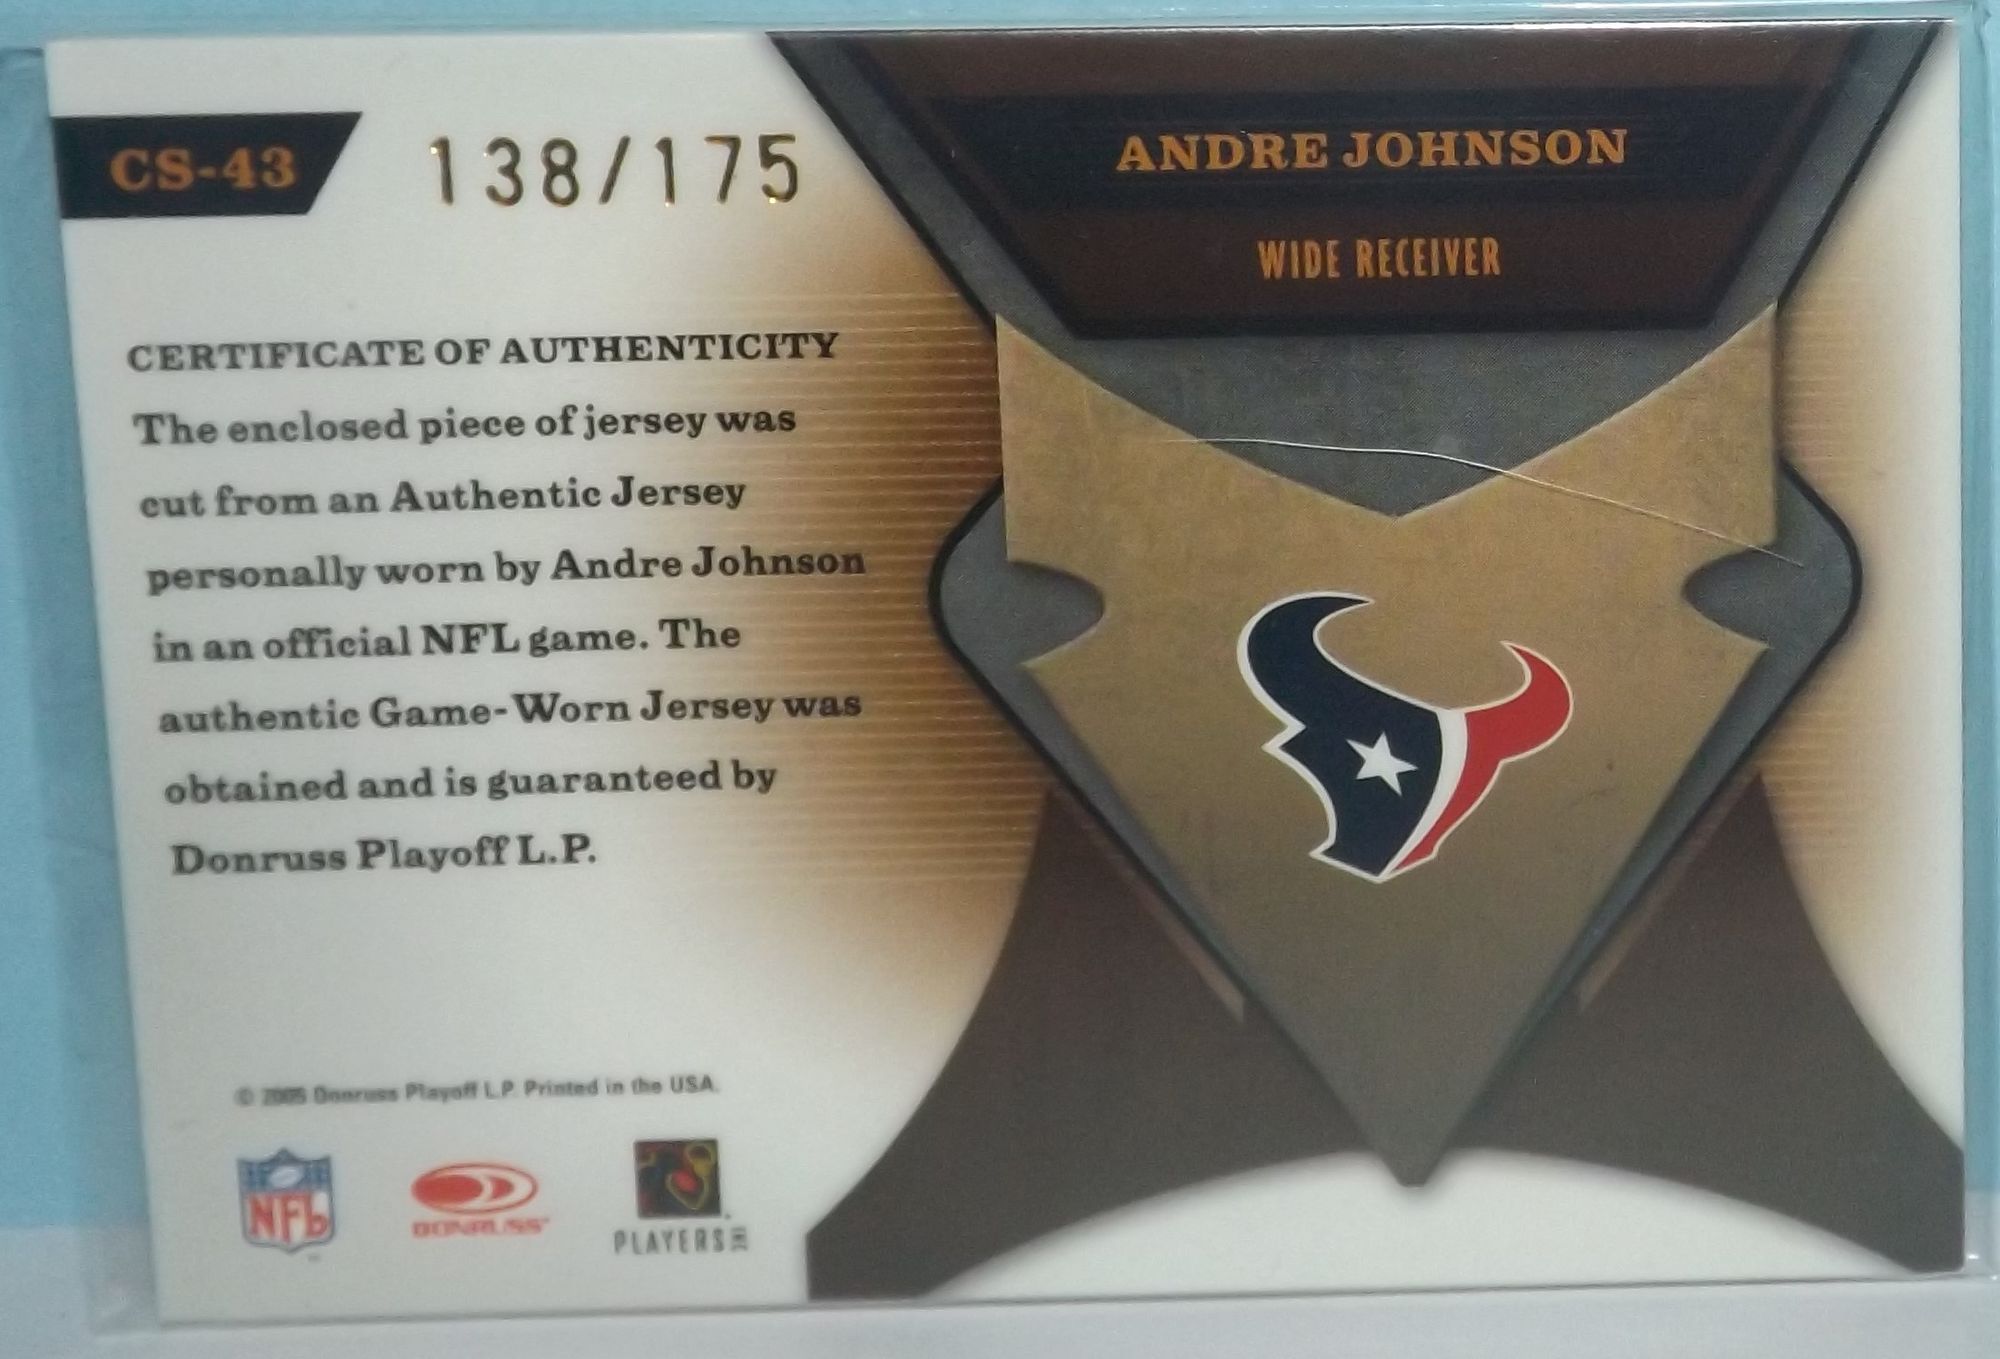 CS-43
138/175
ANDRE JOHNSON
WIDE RECEIVER
CERTIFICATE OF AUTHENTICITY
The enclosed piece of jersey was
cut from an Authentic Jersey
personally worn by Andre Johnson
in an official NFL game. The
authentic Game-Worn Jersey was
obtained and is guaranteed by
Donruss Playoff L.P.
© 2005 Donruss Playoff L.P. Printed in the USA.
NFL
DONRUSS
PLAYERS